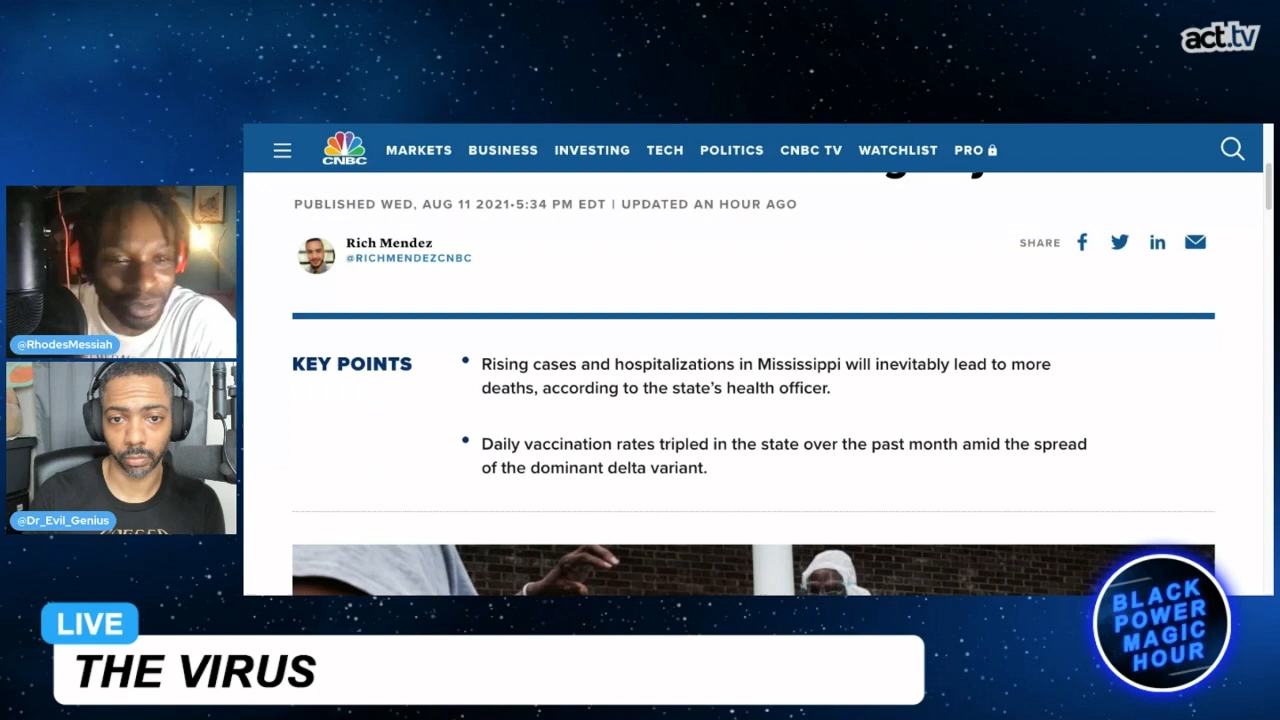 act.tv
CNBC
MARKETS BUSINESS INVESTING TECH POLITICS CNBC TV WATCHLIST PRO
PUBLISHED WED, AUG 11 2021•5:34 PM EDT | UPDATED AN HOUR AGO
Rich Mendez
@RICHMENDEZCNBC
SHARE
KEY POINTS
• Rising cases and hospitalizations in Mississippi will inevitably lead to more
deaths, according to the state’s health officer.
• Daily vaccination rates tripled in the state over the past month amid the spread
of the dominant delta variant.
@RhodesMessiah
@Dr_Evil_Genius
LIVE
THE VIRUS
BLACK
POWER
MAGIC
HOUR